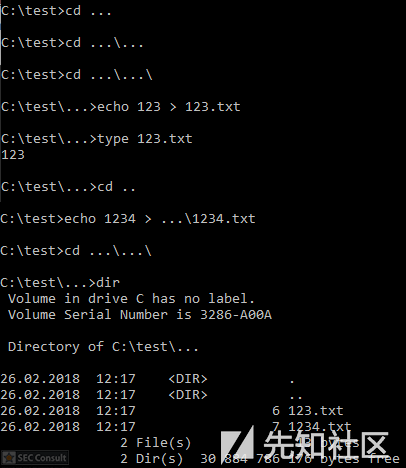 C:\test>cd ...
C:\test>cd ...\...
C:\test>cd ...\...\
C:\test\...>echo 123 > 123.txt
C:\test\...>type 123.txt
123
C:\test\...>cd ..
C:\test>echo 1234 > ...\1234.txt
C:\test>cd ...\...\
C:\test\...>dir
Volume in drive C has no label.
Volume Serial Number is 3286-A00A
Directory of C:\test\...
26.02.2018 12:17 <DIR> .
26.02.2018 12:17 <DIR> ..
26.02.2018 12:17 6 123.txt
26.02.2018 12:17 7 1234.txt
2 File(s) 13 bytes
2 Dir(s) 30 884 786 176 bytes free
SEC Consult
先知社区